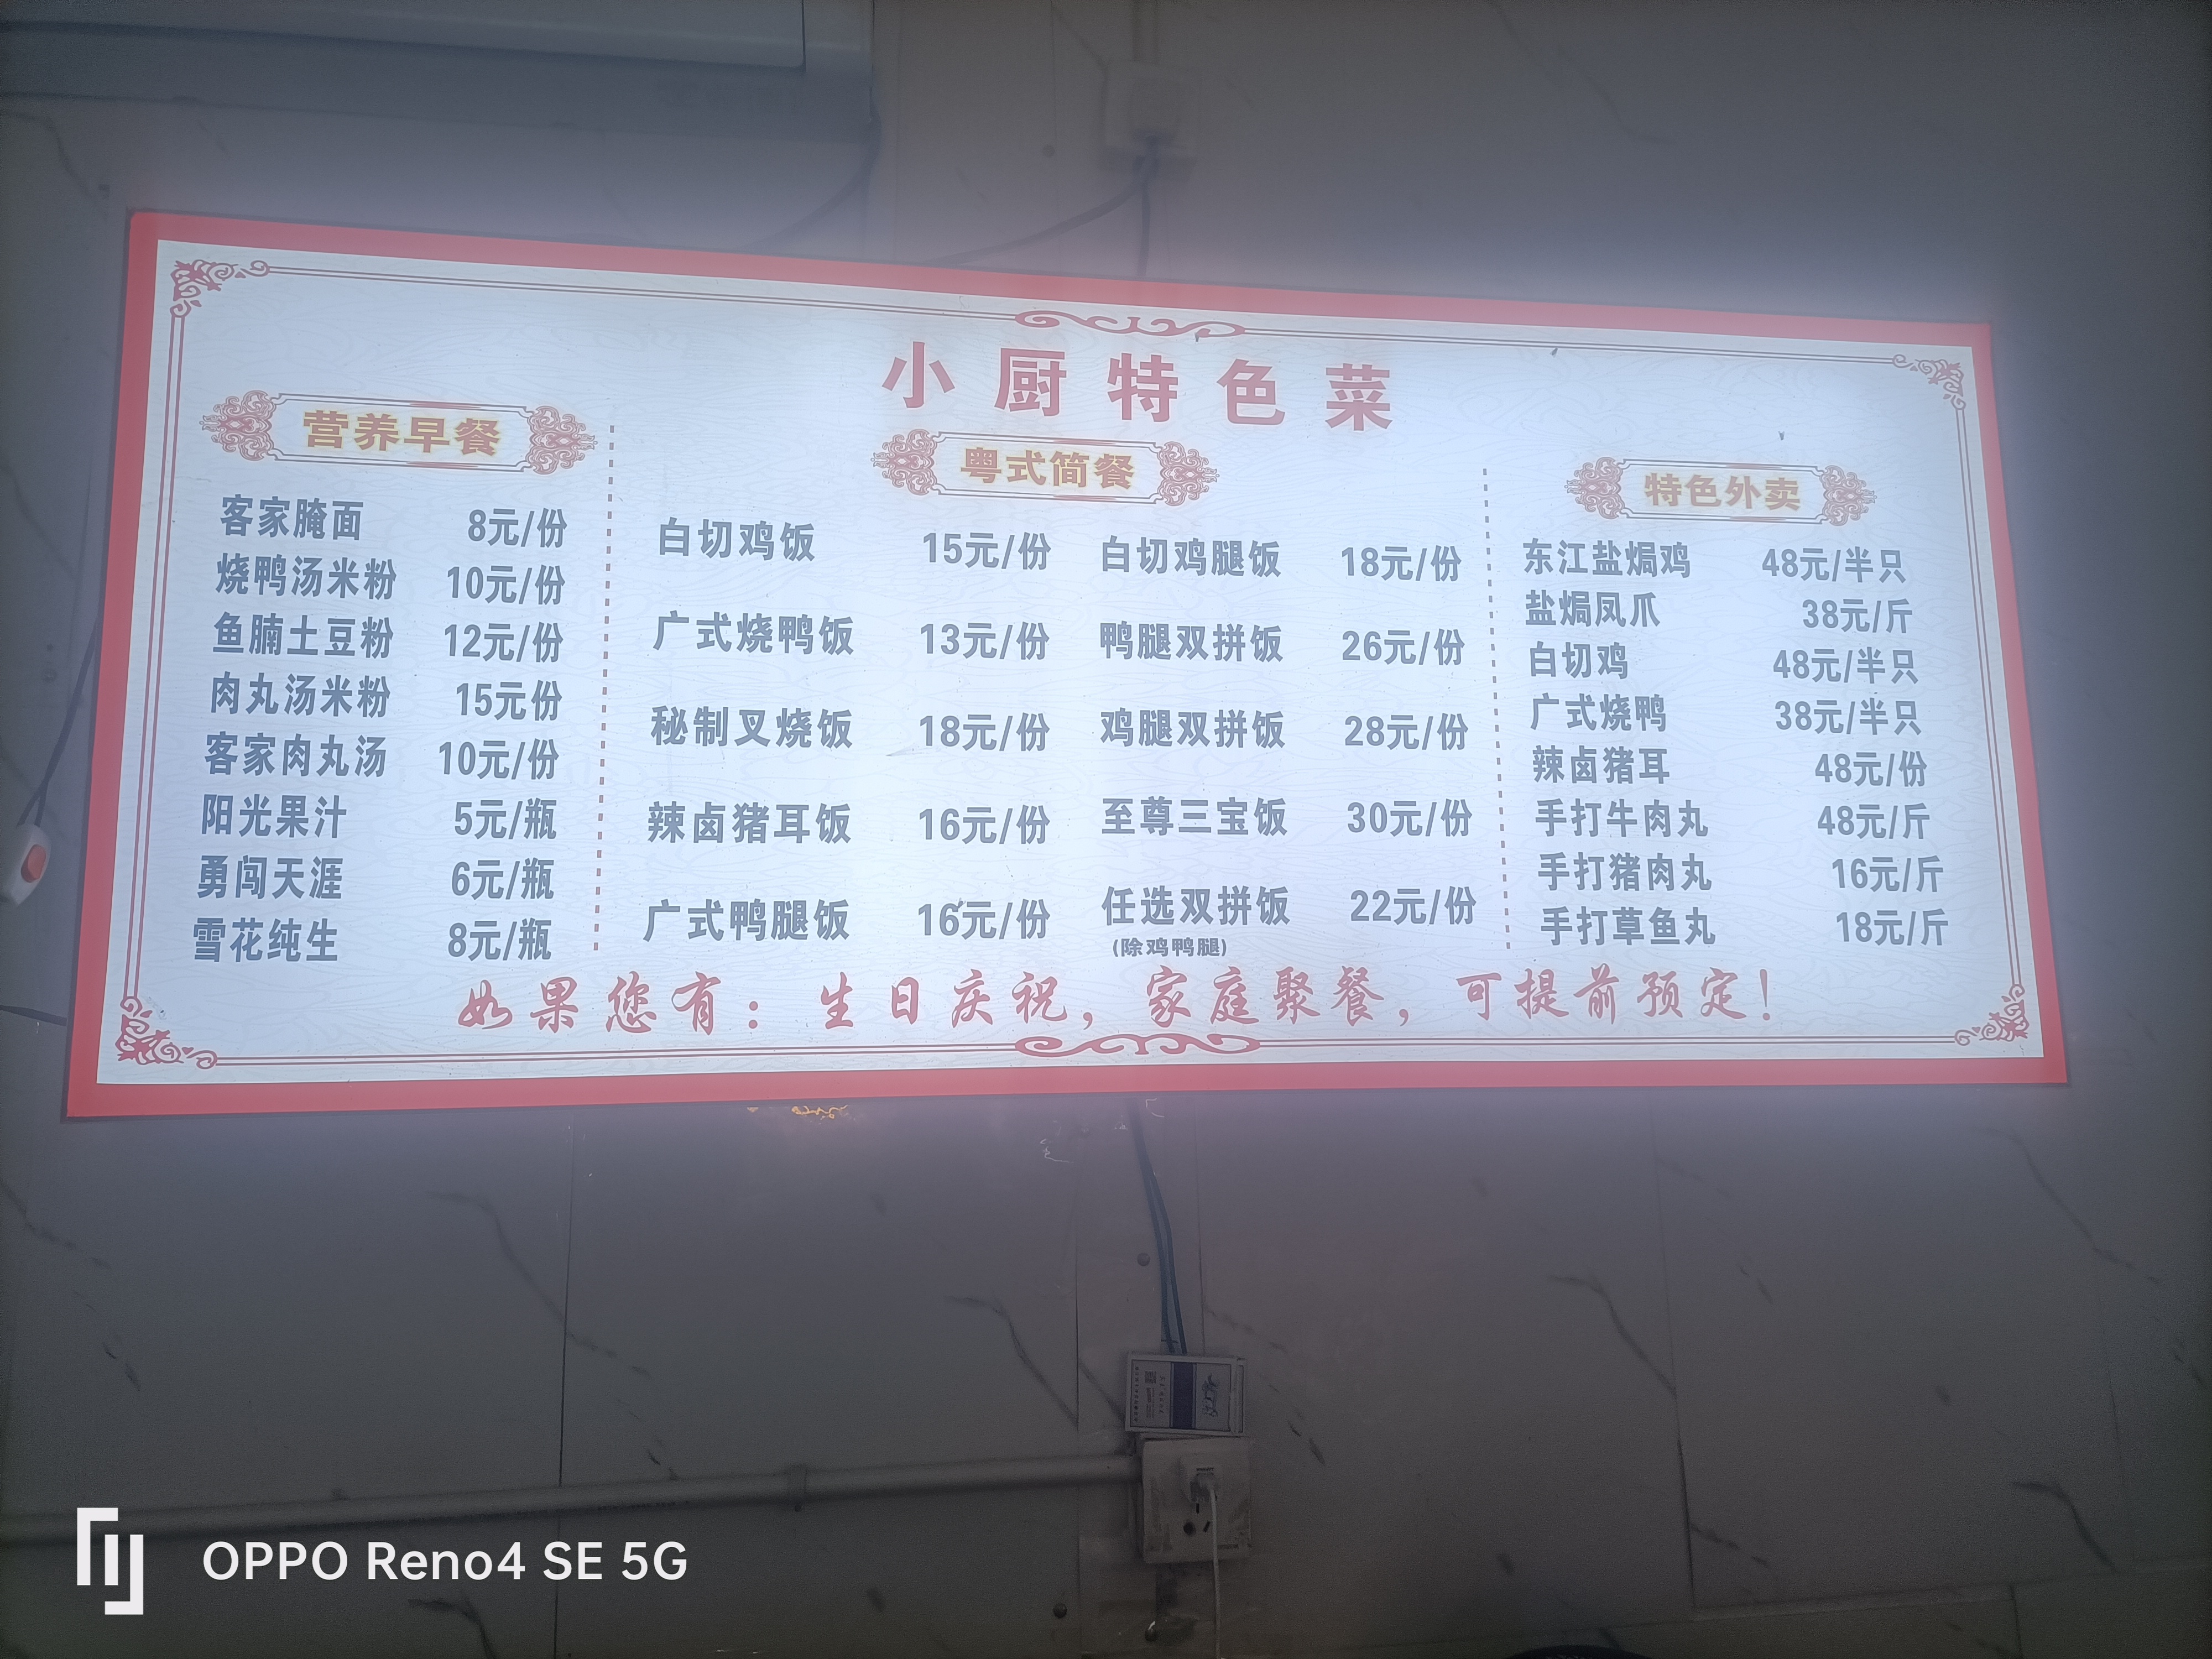 小厨特色菜
营养早餐
客家腌面 8元/份
烧鸭汤米粉 10元/份
鱼腩土豆粉 12元/份
肉丸汤米粉 15元份
客家肉丸汤 10元/份
阳光果汁 5元/瓶
勇闯天涯 6元/瓶
雪花纯生 8元/瓶
粤式简餐
白切鸡饭 15元/份 白切鸡腿饭 18元/份
广式烧鸭饭 13元/份 鸭腿双拼饭 26元/份
秘制叉烧饭 18元/份 鸡腿双拼饭 28元/份
辣卤猪耳饭 16元/份 至尊三宝饭 30元/份
广式鸭腿饭 16元/份 任选双拼饭 22元/份
(除鸡鸭腿)
特色外卖
东江盐焗鸡 48元/半只
盐焗凤爪 38元/斤
白切鸡 48元/半只
广式烧鸭 38元/半只
辣卤猪耳 48元/份
手打牛肉丸 48元/斤
手打猪肉丸 16元/斤
手打草鱼丸 18元/斤
如果您有：生日庆祝，家庭聚餐，可提前预定！
OPPO Reno4 SE 5G